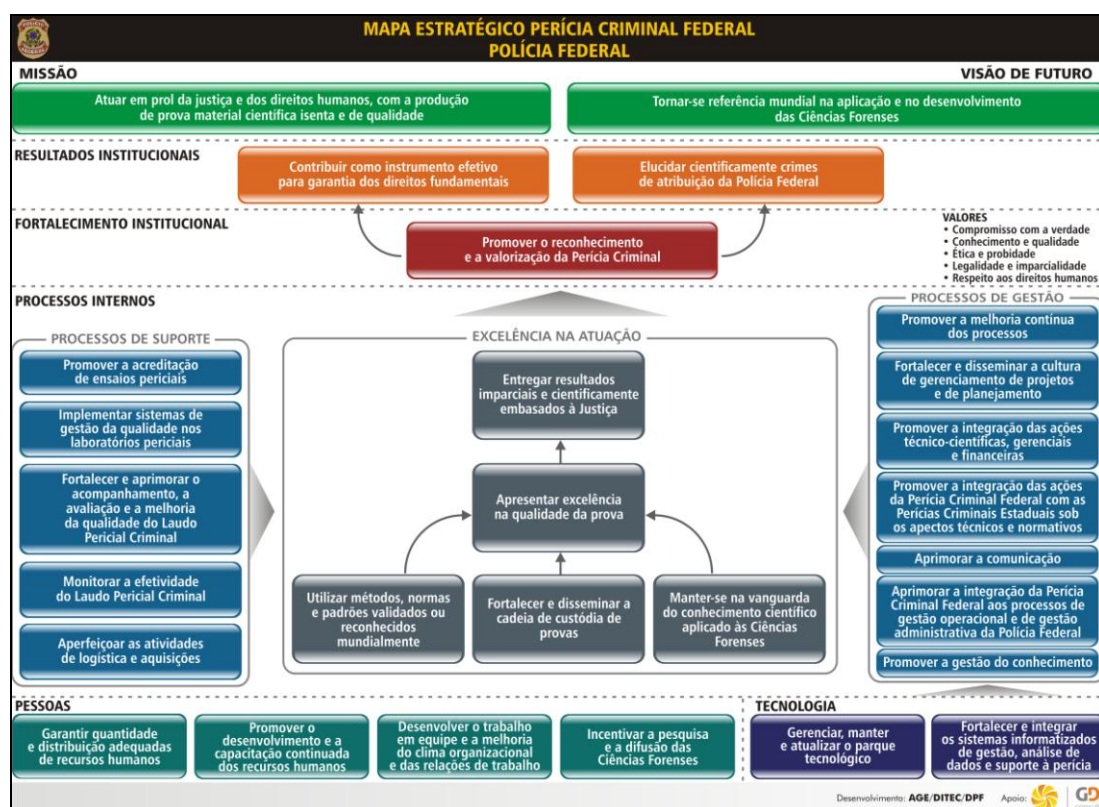 MAPA ESTRATÉGICO PERÍCIA CRIMINAL FEDERAL
POLÍCIA FEDERAL
MISSÃO
VISÃO DE FUTURO
Atuar em prol da justiça e dos direitos humanos, com a produção
de prova material científica isenta e de qualidade
Tornar-se referência mundial na aplicação e no desenvolvimento
das Ciências Forenses
RESULTADOS INSTITUCIONAIS
Contribuir como instrumento efetivo
para garantia dos direitos fundamentais
Elucidar cientificamente crimes
de atribuição da Polícia Federal
FORTALECIMENTO INSTITUCIONAL
Promover o reconhecimento
e a valorização da Perícia Criminal
VALORES
• Compromisso com a verdade
• Conhecimento e qualidade
• Ética e probidade
• Legalidade e imparcialidade
• Respeito aos direitos humanos
PROCESSOS INTERNOS
PROCESSOS DE SUPORTE
Promover a acreditação
de ensaios periciais
Implementar sistemas de
gestão da qualidade nos
laboratórios periciais
Fortalecer e aprimorar o
acompanhamento, a
avaliação e a melhoria
da qualidade do Laudo
Pericial Criminal
Monitorar a efetividade
do Laudo Pericial Criminal
Aperfeiçoar as atividades
de logística e aquisições
EXCELÊNCIA NA ATUAÇÃO
Entregar resultados
imparciais e cientificamente
embasados à Justiça
Apresentar excelência
na qualidade da prova
Utilizar métodos, normas
e padrões validados ou
reconhecidos
mundialmente
Fortalecer e disseminar a
cadeia de custódia de
provas
Manter-se na vanguarda
do conhecimento científico
aplicado às Ciências
Forenses
PROCESSOS DE GESTÃO
Promover a melhoria contínua
dos processos
Fortalecer e disseminar a cultura
de gerenciamento de projetos
e de planejamento
Promover a integração das ações
técnico-científicas, gerenciais
e financeiras
Promover a integração das ações
da Perícia Criminal Federal com as
Perícias Criminais Estaduais sob
os apectos técnicos e normativos
Aprimorar a comunicação
Aprimorar a integração da Perícia
Criminal Federal aos processos de
gestão operacional e de gestão
administrativa da Polícia Federal
Promover a gestão do conhecimento
PESSOAS
Garantir quantidade
e distribuição adequadas
de recursos humanos
Promover o
desenvolvimento e a
capacitação continuada
dos recursos humanos
Desenvolver o trabalho
em equipe e a melhoria
do clima organizacional
e das relações de trabalho
Incentivar a pesquisa
e a difusão das
Ciências Forenses
TECNOLOGIA
Gerenciar, manter
e atualizar o parque
tecnológico
Fortalecer e integrar
os sistemas informatizados
de gestão, análise de
dados e suporte à perícia
Desenvolvimento: AGE/DITEC/DPF Apoio: GD